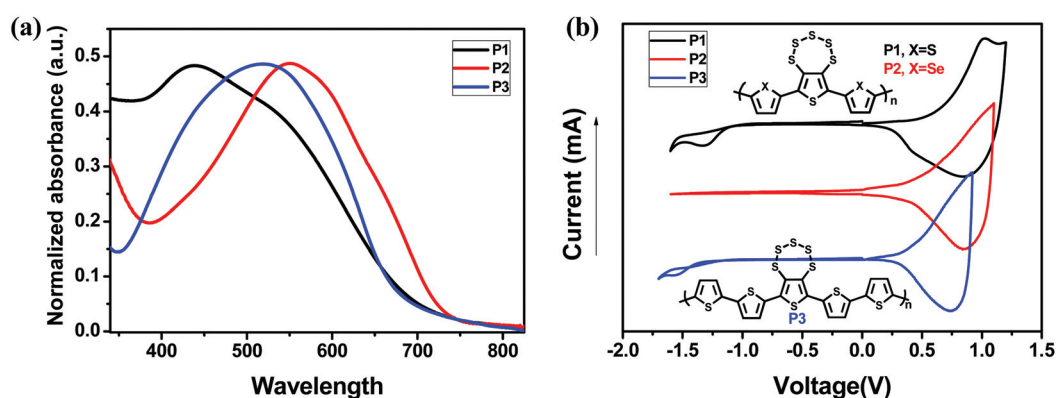 (a)
P1
P2
P3
Normalized absorbance (a.u.)
0.5
0.4
0.3
0.2
0.1
0.0
400 500 600 700 800
Wavelength
(b)
P1
P2
P3
P1, X=S
P2, X=Se
S S S
S S
X S X
n
Current (mA)
S S S
S S
S S S S S
n
P3
-2.0 -1.5 -1.0 -0.5 0.0 0.5 1.0 1.5
Voltage(V)